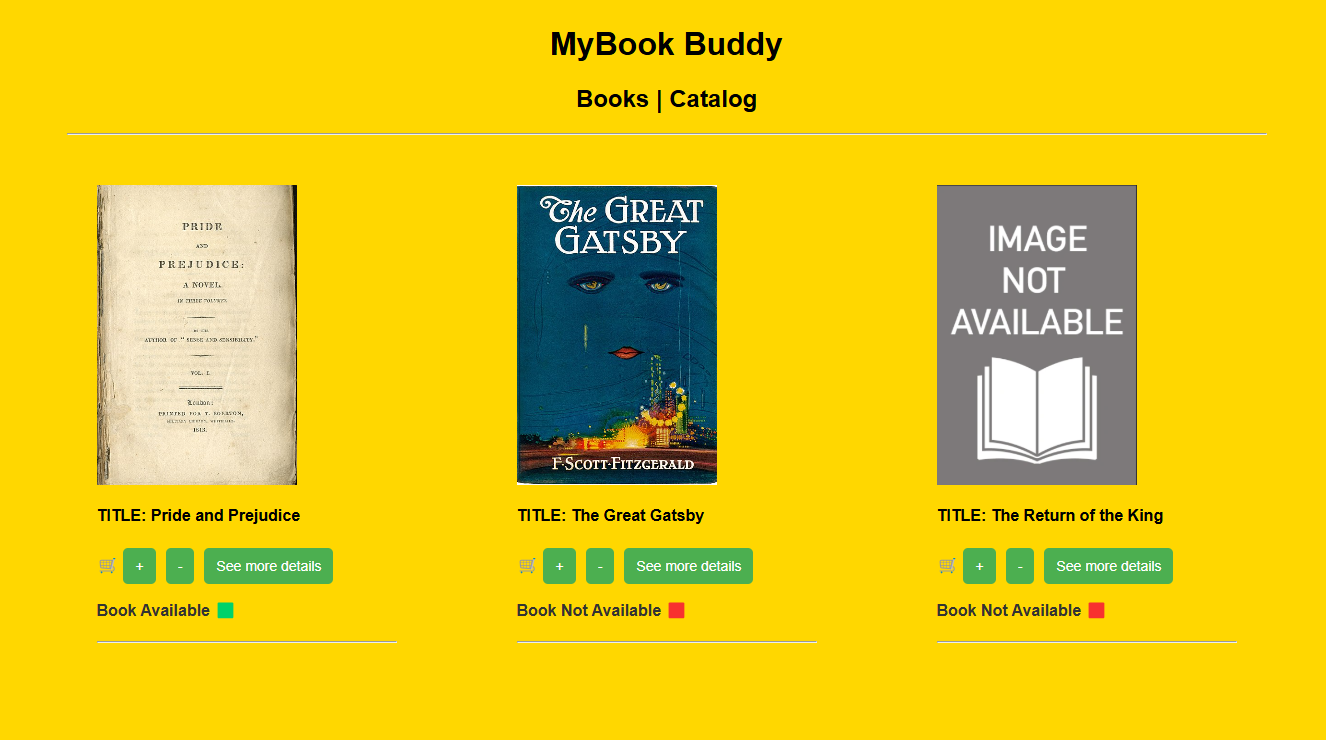 MyBook Buddy
Books | Catalog
PRIDE
AND
PREJUDICE:
A NOVEL.
IN THREE VOLUMES.
BY THE
AUTHOR OF "SENSE AND SENSIBILITY."
VOL. I.
London:
PRINTED FOR T. EGERTON,
MILITARY LIBRARY, WHITEHALL.
1813.
The GREAT
GATSBY
F·SCOTT·FITZGERALD
IMAGE
NOT
AVAILABLE
TITLE: Pride and Prejudice
TITLE: The Great Gatsby
TITLE: The Return of the King
+ - See more details
+ - See more details
+ - See more details
Book Available
Book Not Available
Book Not Available